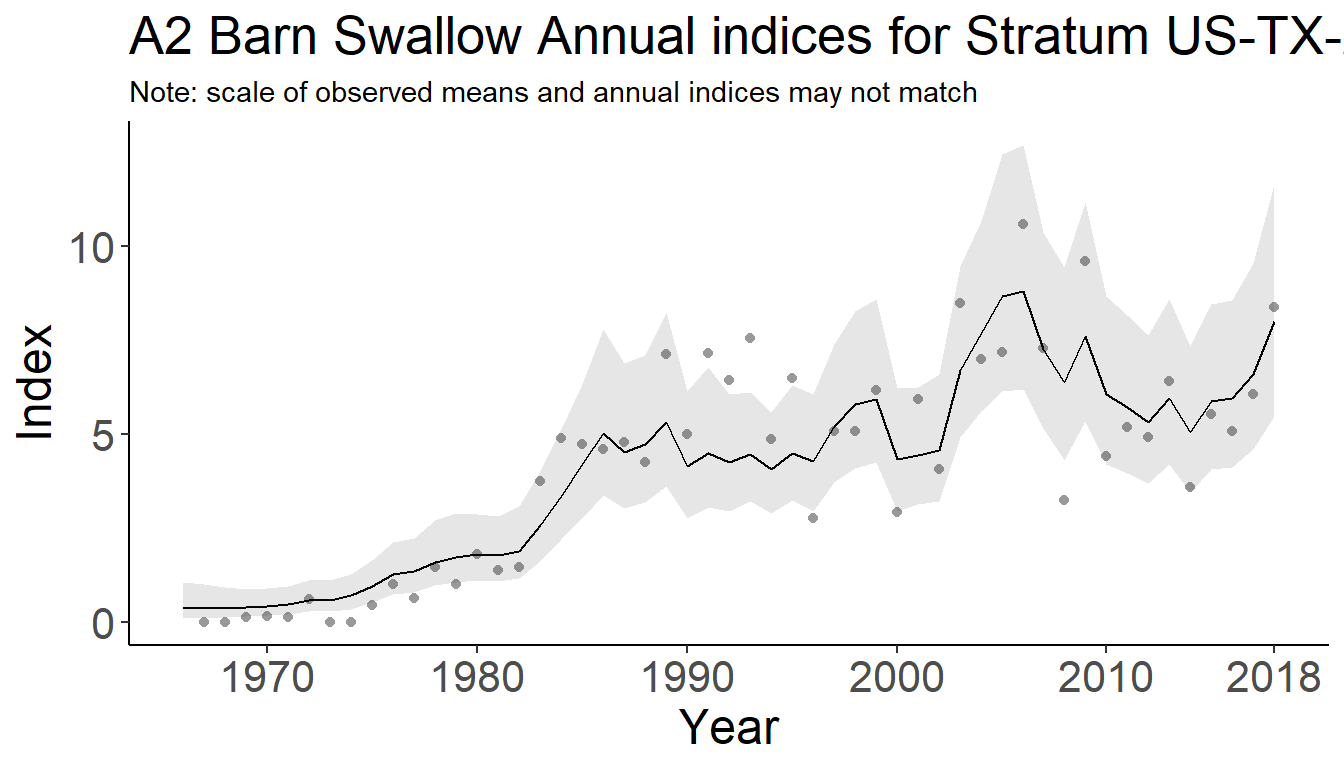 A2 Barn Swallow Annual indices for Stratum US-TX-
Note: scale of observed means and annual indices may not match
Index
10
5
0
1970 1980 1990 2000 2010 2018
Year